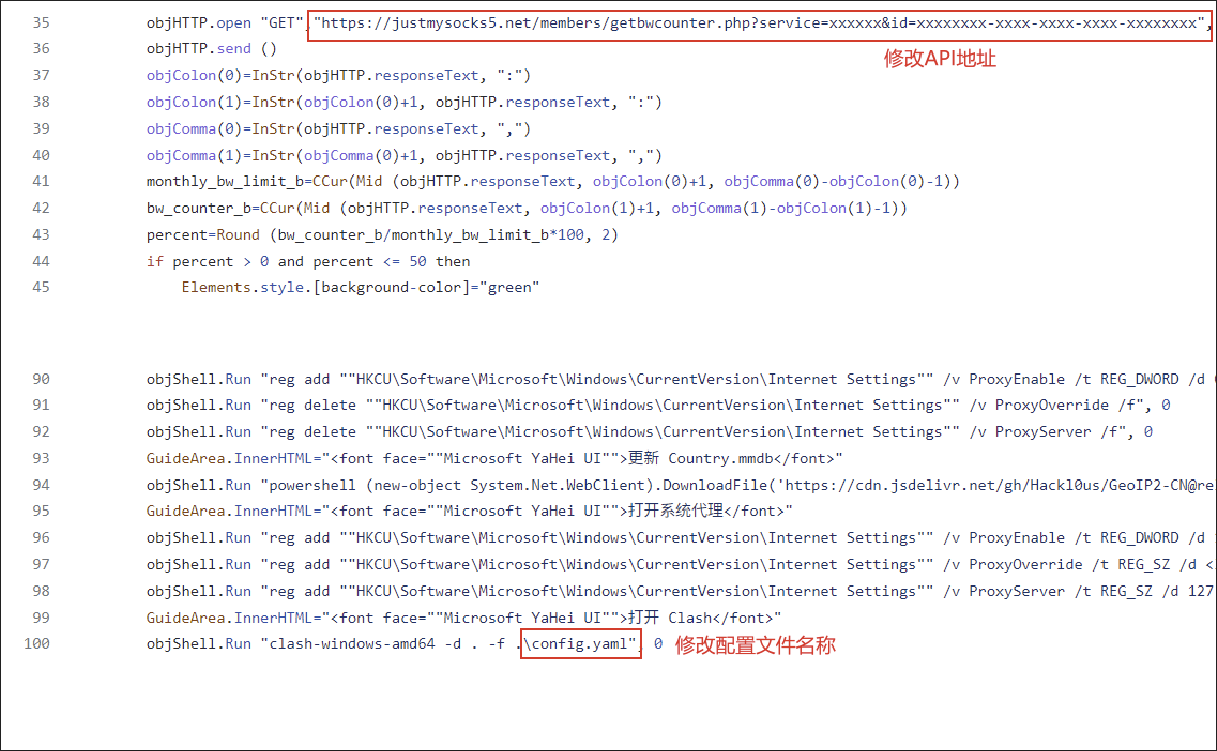 35 objHTTP.open "GET", "https://justmysocks5.net/members/getbwcounter.php?service=xxxxxx&id=xxxxxxxx-xxxx-xxxx-xxxx-xxxxxxxx",
36 objHTTP.send ()
修改API地址
37 objColon(0)=InStr(objHTTP.responseText, ":")
38 objColon(1)=InStr(objColon(0)+1, objHTTP.responseText, ":")
39 objComma(0)=InStr(objHTTP.responseText, ",")
40 objComma(1)=InStr(objComma(0)+1, objHTTP.responseText, ",")
41 monthly_bw_limit_b=CCur(Mid (objHTTP.responseText, objColon(0)+1, objComma(0)-objColon(0)-1))
42 bw_counter_b=CCur(Mid (objHTTP.responseText, objColon(1)+1, objComma(1)-objColon(1)-1))
43 percent=Round (bw_counter_b/monthly_bw_limit_b*100, 2)
44 if percent > 0 and percent <= 50 then
45 Elements.style.[background-color]="green"
90 objShell.Run "reg add ""HKCU\Software\Microsoft\Windows\CurrentVersion\Internet Settings"" /v ProxyEnable /t REG_DWORD /d
91 objShell.Run "reg delete ""HKCU\Software\Microsoft\Windows\CurrentVersion\Internet Settings"" /v ProxyOverride /f", 0
92 objShell.Run "reg delete ""HKCU\Software\Microsoft\Windows\CurrentVersion\Internet Settings"" /v ProxyServer /f", 0
93 GuideArea.InnerHTML="<font face=""Microsoft YaHei UI"">更新 Country.mmdb</font>"
94 objShell.Run "powershell (new-object System.Net.WebClient).DownloadFile('https://cdn.jsdelivr.net/gh/Hackl0us/GeoIP2-CN@re
95 GuideArea.InnerHTML="<font face=""Microsoft YaHei UI"">打开系统代理</font>"
96 objShell.Run "reg add ""HKCU\Software\Microsoft\Windows\CurrentVersion\Internet Settings"" /v ProxyEnable /t REG_DWORD /d
97 objShell.Run "reg add ""HKCU\Software\Microsoft\Windows\CurrentVersion\Internet Settings"" /v ProxyOverride /t REG_SZ /d <
98 objShell.Run "reg add ""HKCU\Software\Microsoft\Windows\CurrentVersion\Internet Settings"" /v ProxyServer /t REG_SZ /d 127
99 GuideArea.InnerHTML="<font face=""Microsoft YaHei UI"">打开 Clash</font>"
100 objShell.Run "clash-windows-amd64 -d . -f .\config.yaml", 0 修改配置文件名称